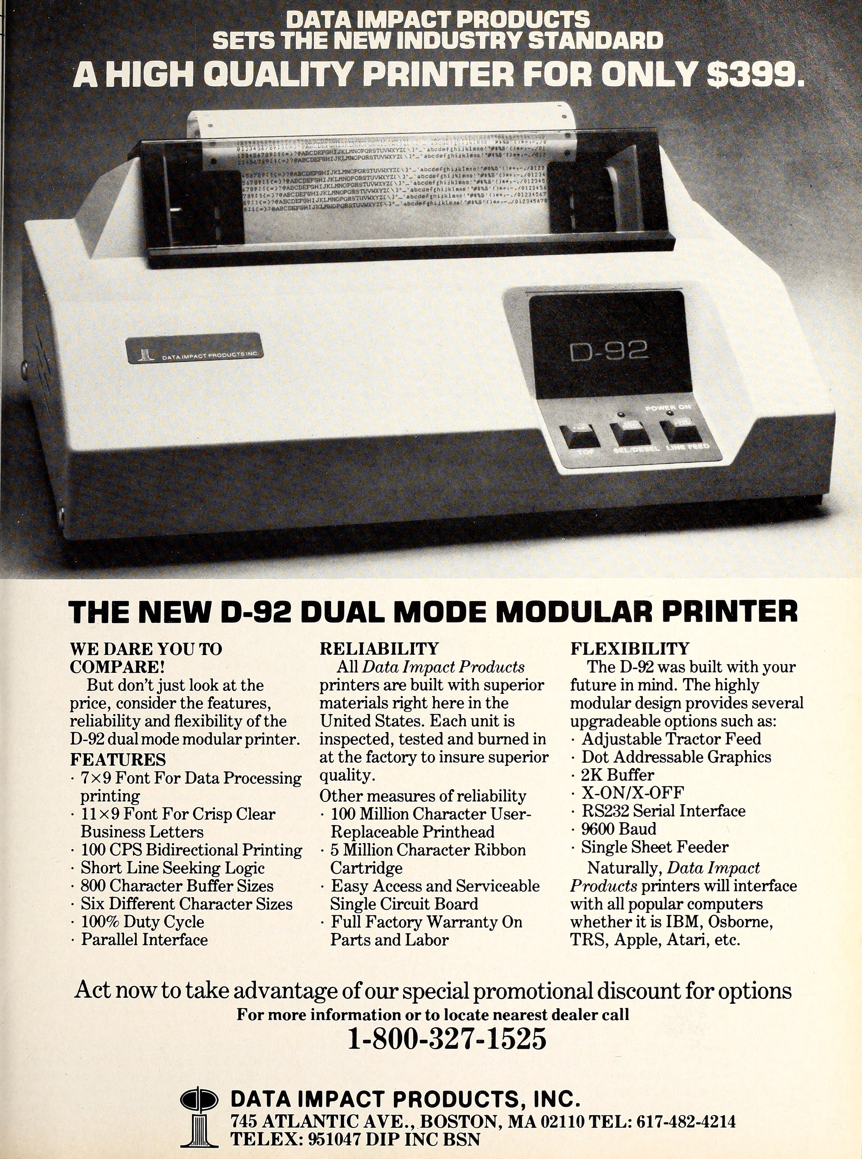 DATA IMPACT PRODUCTS
SETS THE NEW INDUSTRY STANDARD
A HIGH QUALITY PRINTER FOR ONLY $399.
DATA IMPACT PRODUCTS INC.
D-92
POWER ON
TOF
SEL/DESEL
LINE FEED
THE NEW D-92 DUAL MODE MODULAR PRINTER
WE DARE YOU TO
COMPARE!
But don't just look at the
price, consider the features,
reliability and flexibility of the
D-92 dual mode modular printer.
FEATURES
· 7×9 Font For Data Processing
printing
· 11×9 Font For Crisp Clear
Business Letters
· 100 CPS Bidirectional Printing
· Short Line Seeking Logic
· 800 Character Buffer Sizes
· Six Different Character Sizes
· 100% Duty Cycle
· Parallel Interface
RELIABILITY
All Data Impact Products
printers are built with superior
materials right here in the
United States. Each unit is
inspected, tested and burned in
at the factory to insure superior
quality.
Other measures of reliability
· 100 Million Character User-
Replaceable Printhead
· 5 Million Character Ribbon
Cartridge
· Easy Access and Serviceable
Single Circuit Board
· Full Factory Warranty On
Parts and Labor
FLEXIBILITY
The D-92 was built with your
future in mind. The highly
modular design provides several
upgradeable options such as:
· Adjustable Tractor Feed
· Dot Addressable Graphics
· 2K Buffer
· X-ON/X-OFF
· RS232 Serial Interface
· 9600 Baud
· Single Sheet Feeder
Naturally, Data Impact
Products printers will interface
with all popular computers
whether it is IBM, Osborne,
TRS, Apple, Atari, etc.
Act now to take advantage of our special promotional discount for options
For more information or to locate nearest dealer call
1-800-327-1525
DATA IMPACT PRODUCTS, INC.
745 ATLANTIC AVE., BOSTON, MA 02110 TEL: 617-482-4214
TELEX: 951047 DIP INC BSN